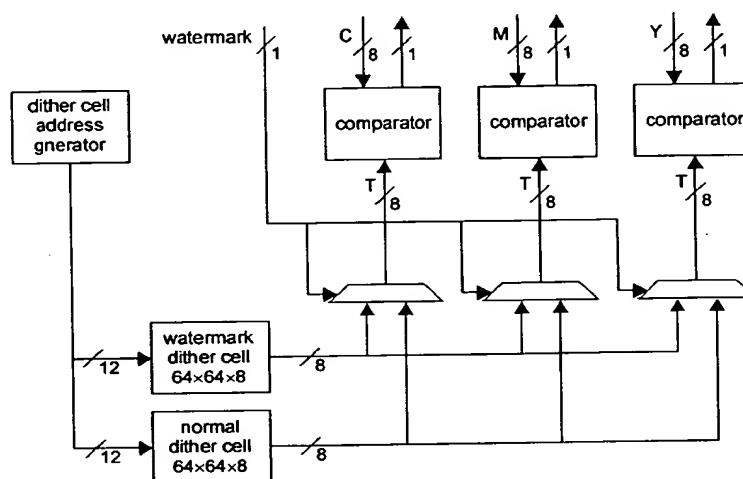 watermark 1 C 8 1 M 8 1 Y 8 1
dither cell
address
gnerator
comparator comparator comparator
T 8 T 8 T 8
watermark
dither cell
64×64×8
12 8
normal
dither cell
64×64×8
12 8